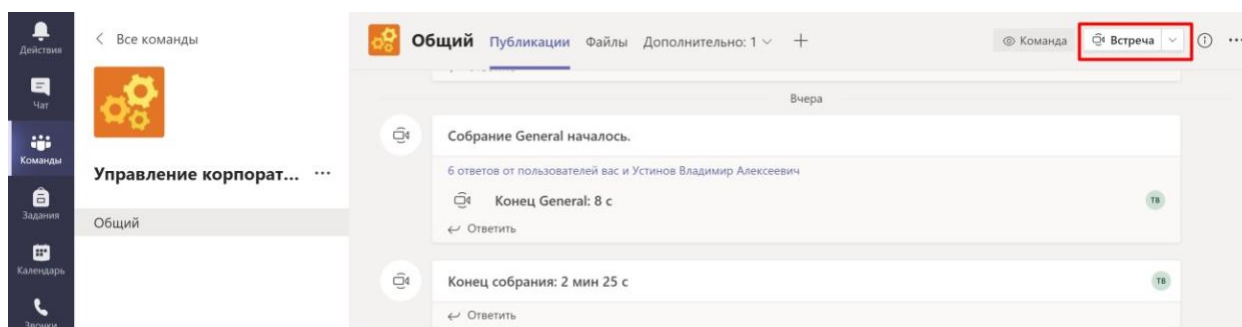 Действия
Чат
Команды
Задания
Календарь
Звонки
Все команды
Управление корпорат... ...
Общий
Общий Публикации Файлы Дополнительно: 1 +
Команда Встреча ...
Вчера
Собрание General началось.
6 ответов от пользователей вас и Устинов Владимир Алексеевич
Конец General: 8 с
ТВ
Ответить
Конец собрания: 2 мин 25 с
ТВ
Ответить